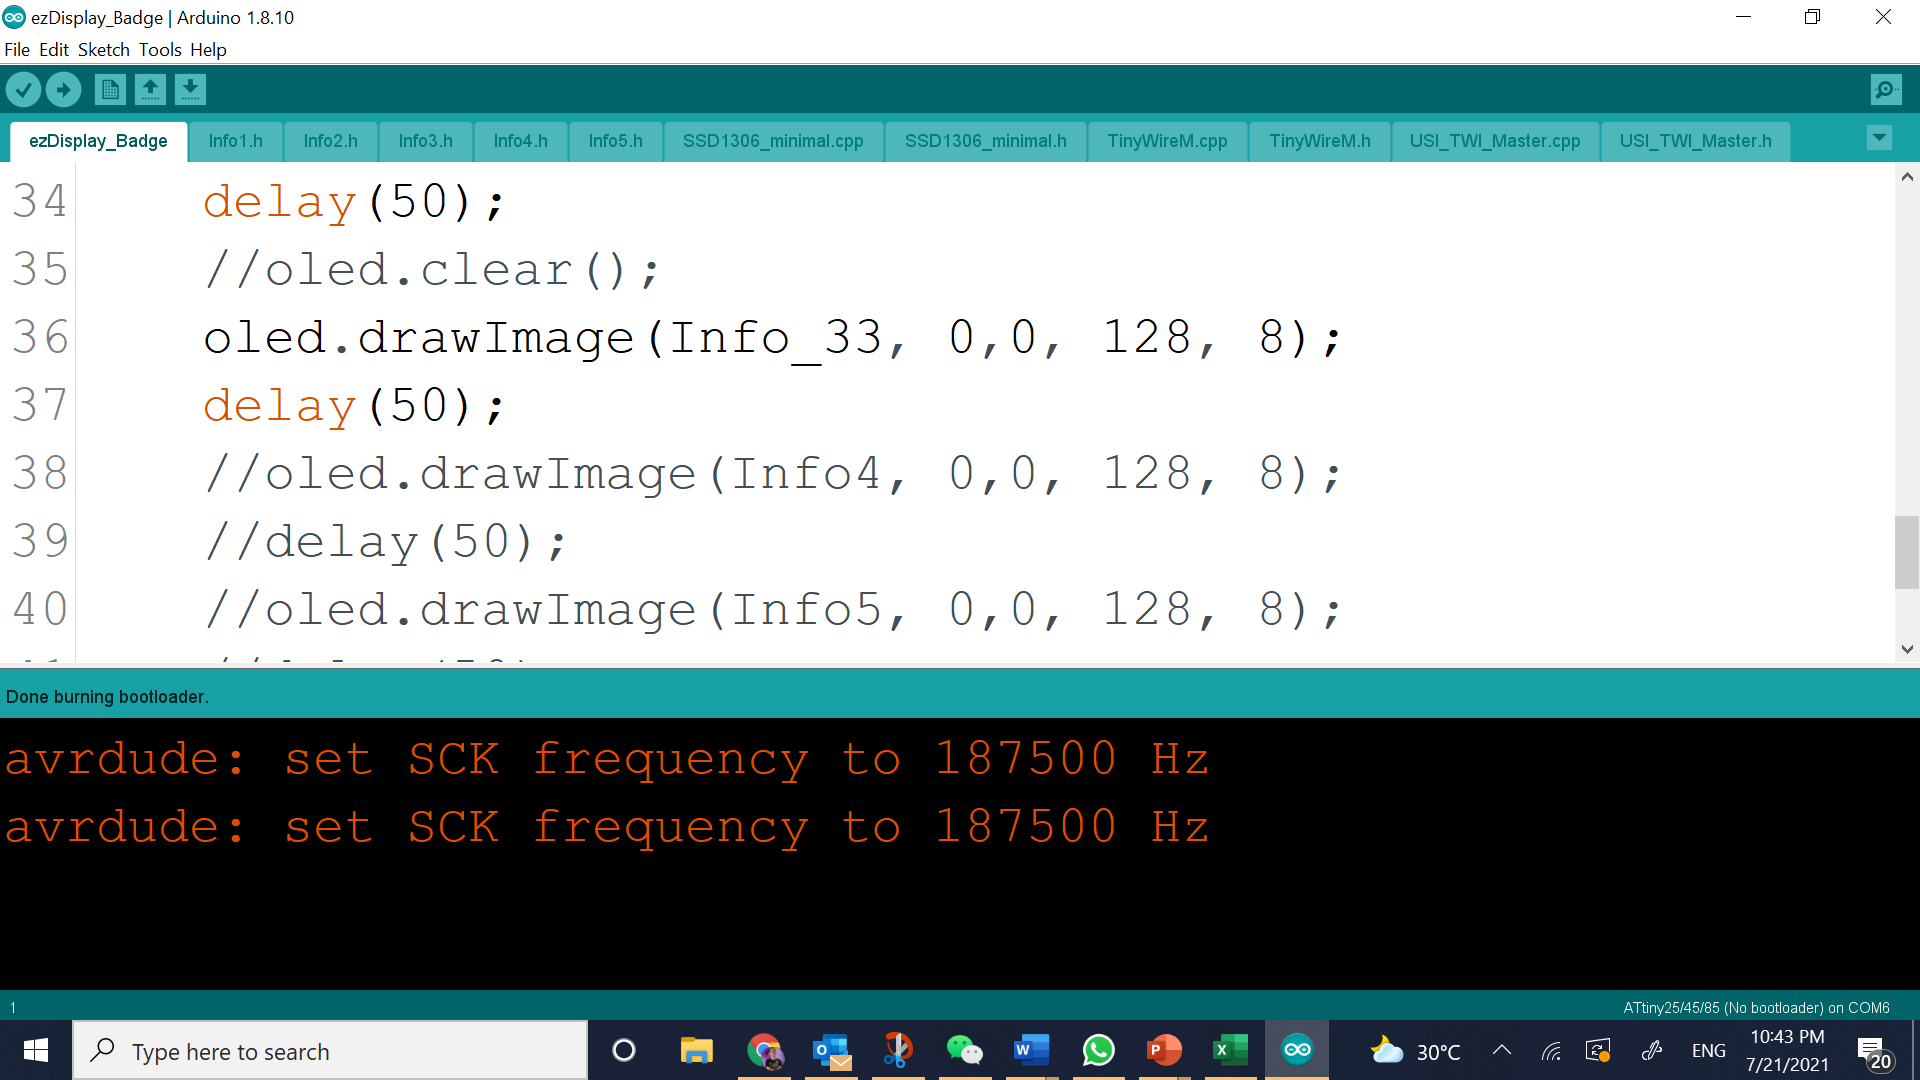 ezDisplay_Badge | Arduino 1.8.10
File Edit Sketch Tools Help
ezDisplay_Badge Info1.h Info2.h Info3.h Info4.h Info5.h SSD1306_minimal.cpp SSD1306_minimal.h TinyWireM.cpp TinyWireM.h USI_TWI_Master.cpp USI_TWI_Master.h
34 delay(50);
35 //oled.clear();
36 oled.drawImage(Info_33, 0,0, 128, 8);
37 delay(50);
38 //oled.drawImage(Info4, 0,0, 128, 8);
39 //delay(50);
40 //oled.drawImage(Info5, 0,0, 128, 8);
Done burning bootloader.
avrdude: set SCK frequency to 187500 Hz
avrdude: set SCK frequency to 187500 Hz
1 ATtiny25/45/85 (No bootloader) on COM6
Type here to search
30°C
ENG
10:43 PM
7/21/2021
20